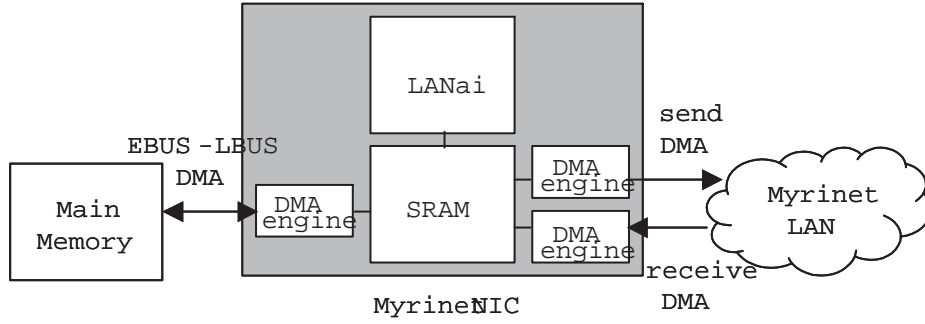 LANai
EBUS-LBUS
DMA
send
DMA
Main
Memory
DMA
engine
SRAM
DMA
engine
DMA
engine
Myrinet
LAN
receive
DMA
MyrinetNIC